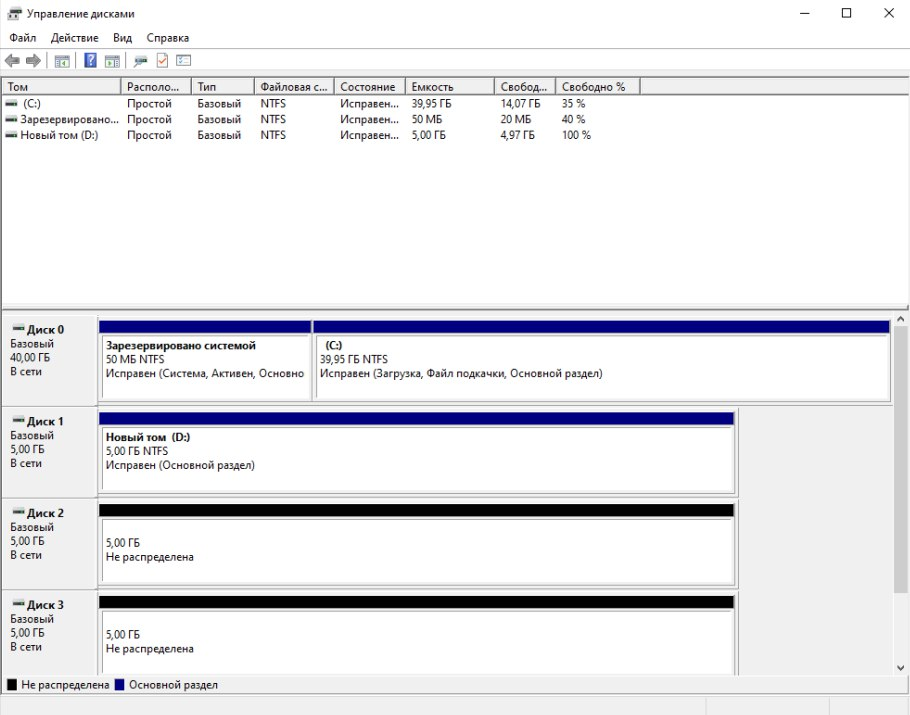 Управление дисками
Файл Действие Вид Справка
Том Располо... Тип Файловая с... Состояние Емкость Свобод... Свободно %
(C:) Простой Базовый NTFS Исправен... 39,95 ГБ 14,07 ГБ 35 %
Зарезервировано... Простой Базовый NTFS Исправен... 50 МБ 20 МБ 40 %
Новый том (D:) Простой Базовый NTFS Исправен... 5,00 ГБ 4,97 ГБ 100 %
Диск 0
Базовый
40,00 ГБ
В сети
Зарезервировано системой
50 МБ NTFS
Исправен (Система, Активен, Основно
(C:)
39,95 ГБ NTFS
Исправен (Загрузка, Файл подкачки, Основной раздел)
Диск 1
Базовый
5,00 ГБ
В сети
Новый том (D:)
5,00 ГБ NTFS
Исправен (Основной раздел)
Диск 2
Базовый
5,00 ГБ
В сети
5,00 ГБ
Не распределена
Диск 3
Базовый
5,00 ГБ
В сети
5,00 ГБ
Не распределена
Не распределена Основной раздел